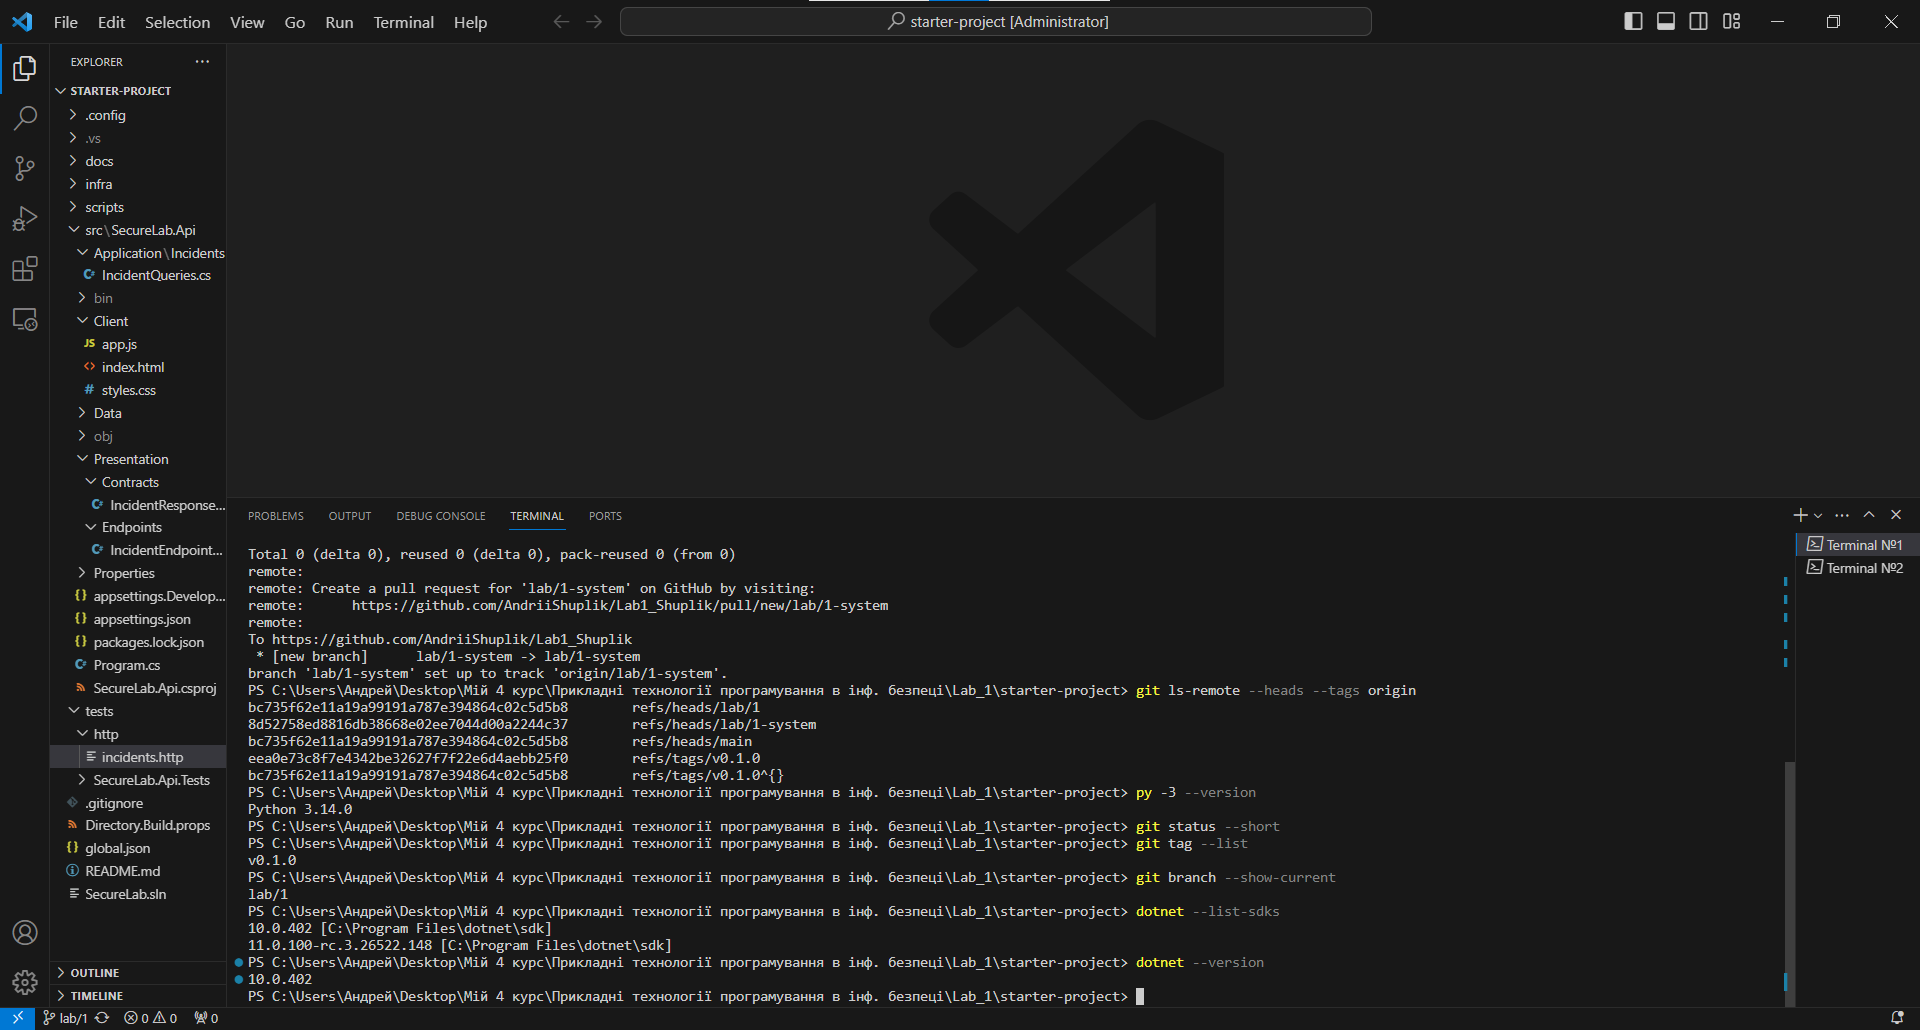 File Edit Selection View Go Run Terminal Help
starter-project [Administrator]
EXPLORER
STARTER-PROJECT
.config
.vs
docs
infra
scripts
src\SecureLab.Api
Application\Incidents
C# IncidentQueries.cs
bin
Client
JS app.js
<> index.html
# styles.css
Data
obj
Presentation
Contracts
C# IncidentResponse...
Endpoints
C# IncidentEndpoint...
Properties
{} appsettings.Develop...
{} appsettings.json
{} packages.lock.json
C# Program.cs
SecureLab.Api.csproj
tests
http
incidents.http
SecureLab.Api.Tests
.gitignore
Directory.Build.props
{} global.json
README.md
SecureLab.sln
OUTLINE
TIMELINE
PROBLEMS OUTPUT DEBUG CONSOLE TERMINAL PORTS
Total 0 (delta 0), reused 0 (delta 0), pack-reused 0 (from 0)
remote:
remote: Create a pull request for 'lab/1-system' on GitHub by visiting:
remote:      https://github.com/AndriiShuplik/Lab1_Shuplik/pull/new/lab/1-system
remote:
To https://github.com/AndriiShuplik/Lab1_Shuplik
 * [new branch]      lab/1-system -> lab/1-system
branch 'lab/1-system' set up to track 'origin/lab/1-system'.
PS C:\Users\Андрей\Desktop\Мій 4 курс\Прикладні технології програмування в інф. безпеці\Lab_1\starter-project> git ls-remote --heads --tags origin
bc735f62e11a19a99191a787e394864c02c5d5b8        refs/heads/lab/1
8d52758ed8816db38668e02ee7044d00a2244c37        refs/heads/lab/1-system
bc735f62e11a19a99191a787e394864c02c5d5b8        refs/heads/main
eea0e73c8f7e4342be32627f7f22e6d4aebb25f0        refs/tags/v0.1.0
bc735f62e11a19a99191a787e394864c02c5d5b8        refs/tags/v0.1.0^{}
PS C:\Users\Андрей\Desktop\Мій 4 курс\Прикладні технології програмування в інф. безпеці\Lab_1\starter-project> py -3 --version
Python 3.14.0
PS C:\Users\Андрей\Desktop\Мій 4 курс\Прикладні технології програмування в інф. безпеці\Lab_1\starter-project> git status --short
PS C:\Users\Андрей\Desktop\Мій 4 курс\Прикладні технології програмування в інф. безпеці\Lab_1\starter-project> git tag --list
v0.1.0
PS C:\Users\Андрей\Desktop\Мій 4 курс\Прикладні технології програмування в інф. безпеці\Lab_1\starter-project> git branch --show-current
lab/1
PS C:\Users\Андрей\Desktop\Мій 4 курс\Прикладні технології програмування в інф. безпеці\Lab_1\starter-project> dotnet --list-sdks
10.0.402 [C:\Program Files\dotnet\sdk]
11.0.100-rc.3.26522.148 [C:\Program Files\dotnet\sdk]
PS C:\Users\Андрей\Desktop\Мій 4 курс\Прикладні технології програмування в інф. безпеці\Lab_1\starter-project> dotnet --version
10.0.402
PS C:\Users\Андрей\Desktop\Мій 4 курс\Прикладні технології програмування в інф. безпеці\Lab_1\starter-project>
Terminal №1
Terminal №2
lab/1 0 0 0